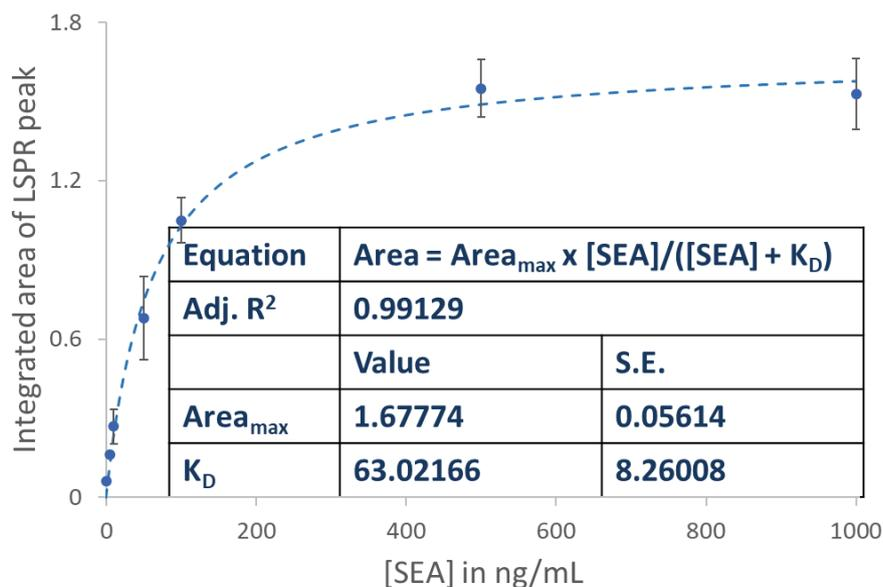 1.8
1.2
0.6
0
Integrated area of LSPR peak
Equation Area = Areamax x [SEA]/([SEA] + KD)
Adj. R² 0.99129
Value S.E.
Areamax 1.67774 0.05614
KD 63.02166 8.26008
0 200 400 600 800 1000
[SEA] in ng/mL